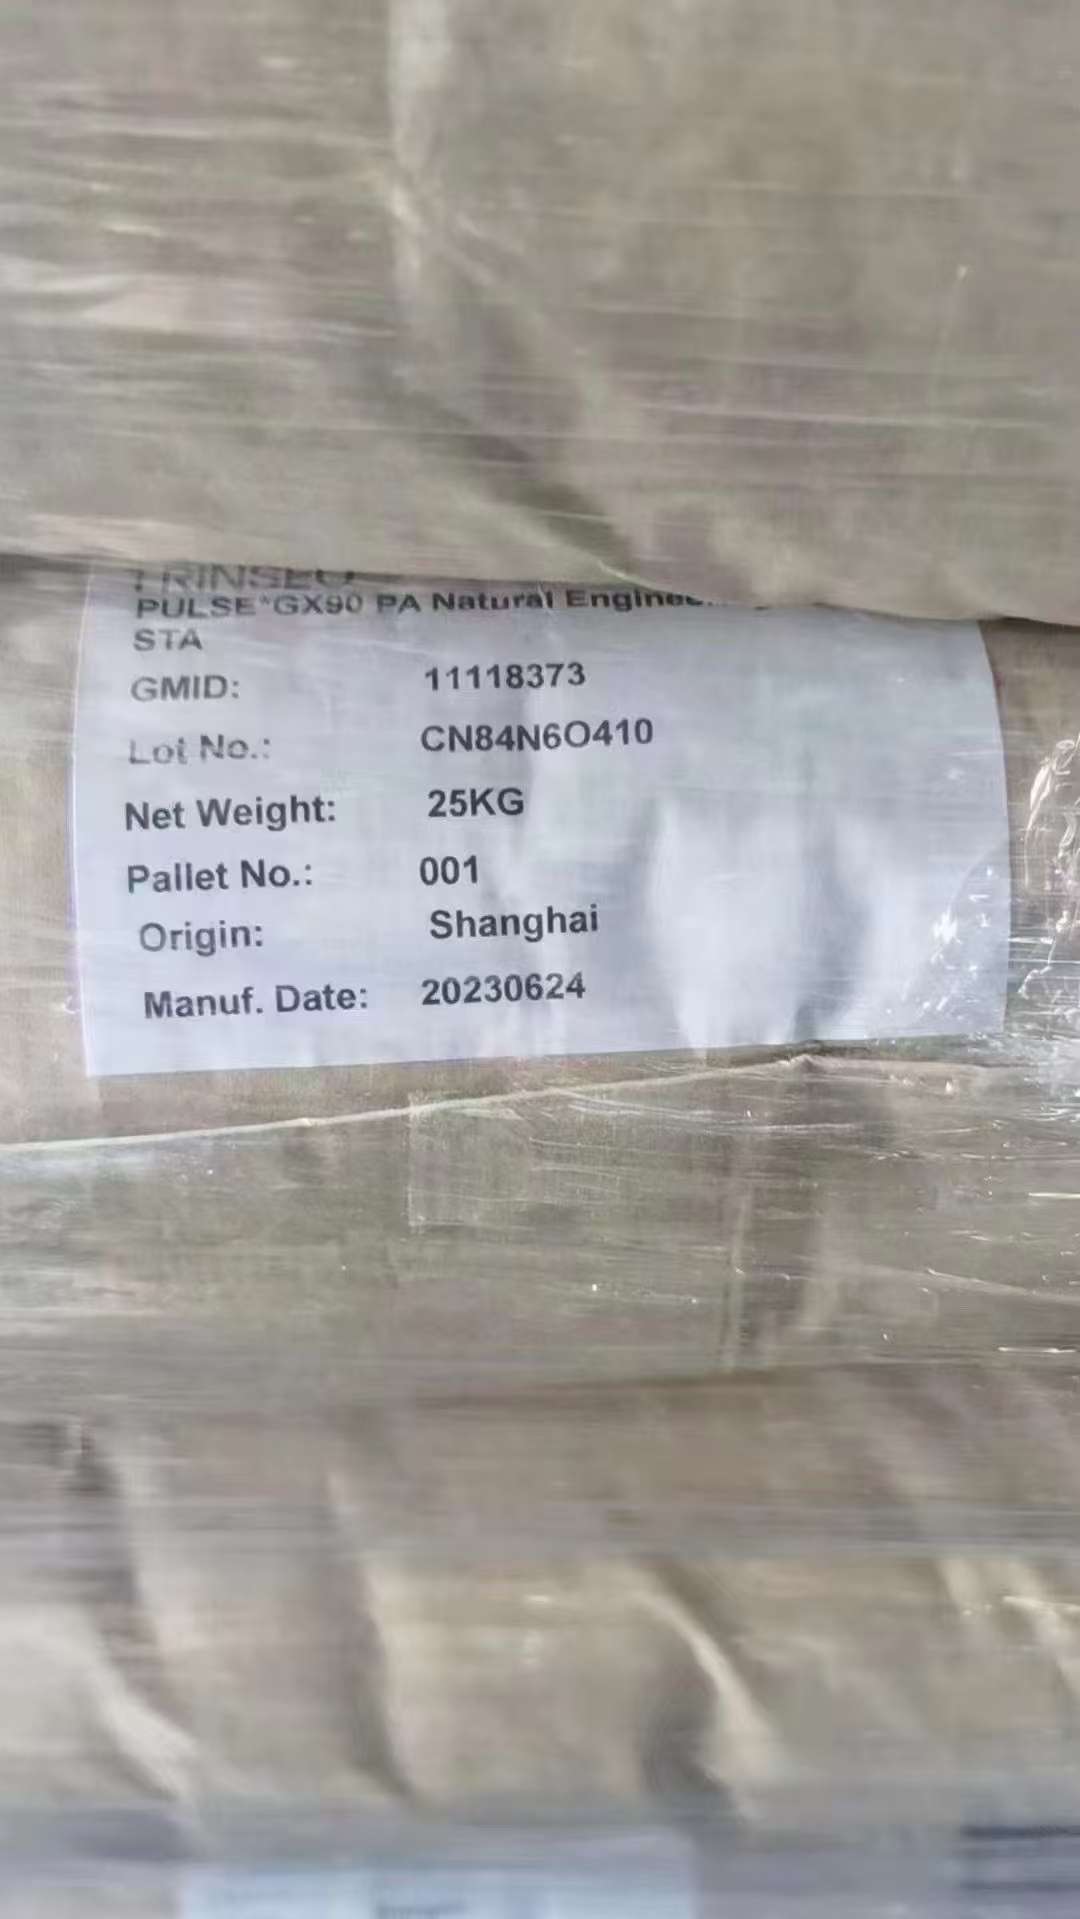 TRINSEO
PULSE*GX90 PA Natural
STA
GMID: 11118373
Lot No.: CN84N6O410
Net Weight: 25KG
Pallet No.: 001
Origin: Shanghai
Manuf. Date: 20230624